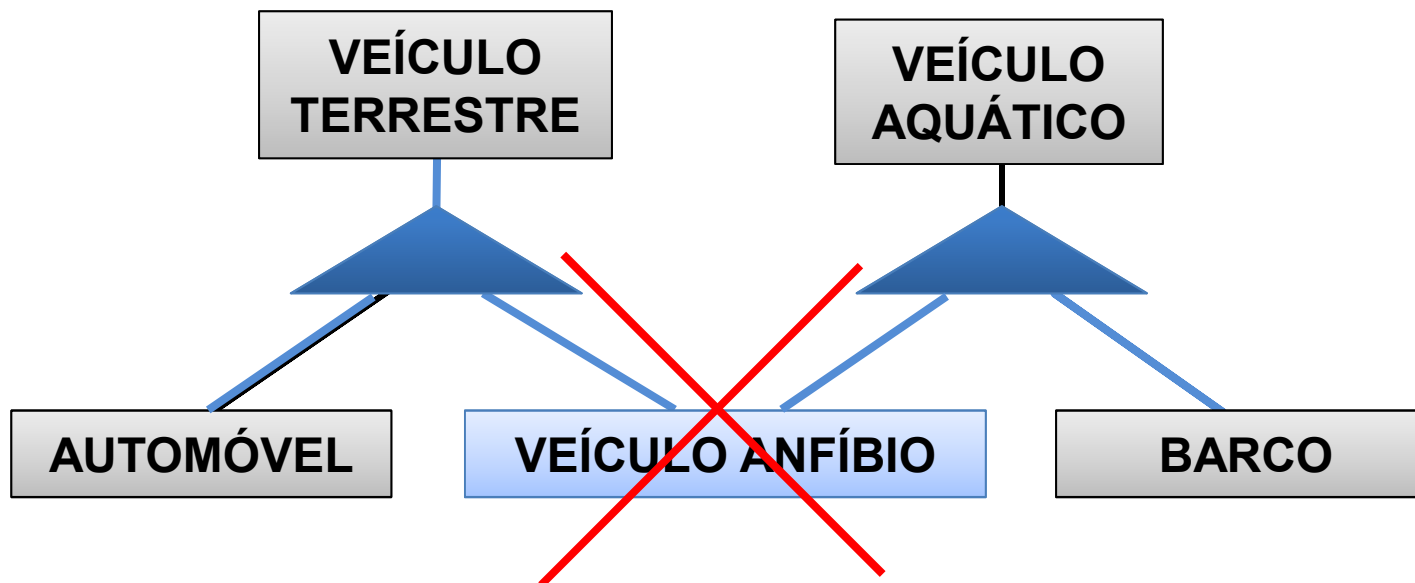 VEÍCULO
TERRESTRE
VEÍCULO
AQUÁTICO
AUTOMÓVEL
VEÍCULO ANFÍBIO
BARCO